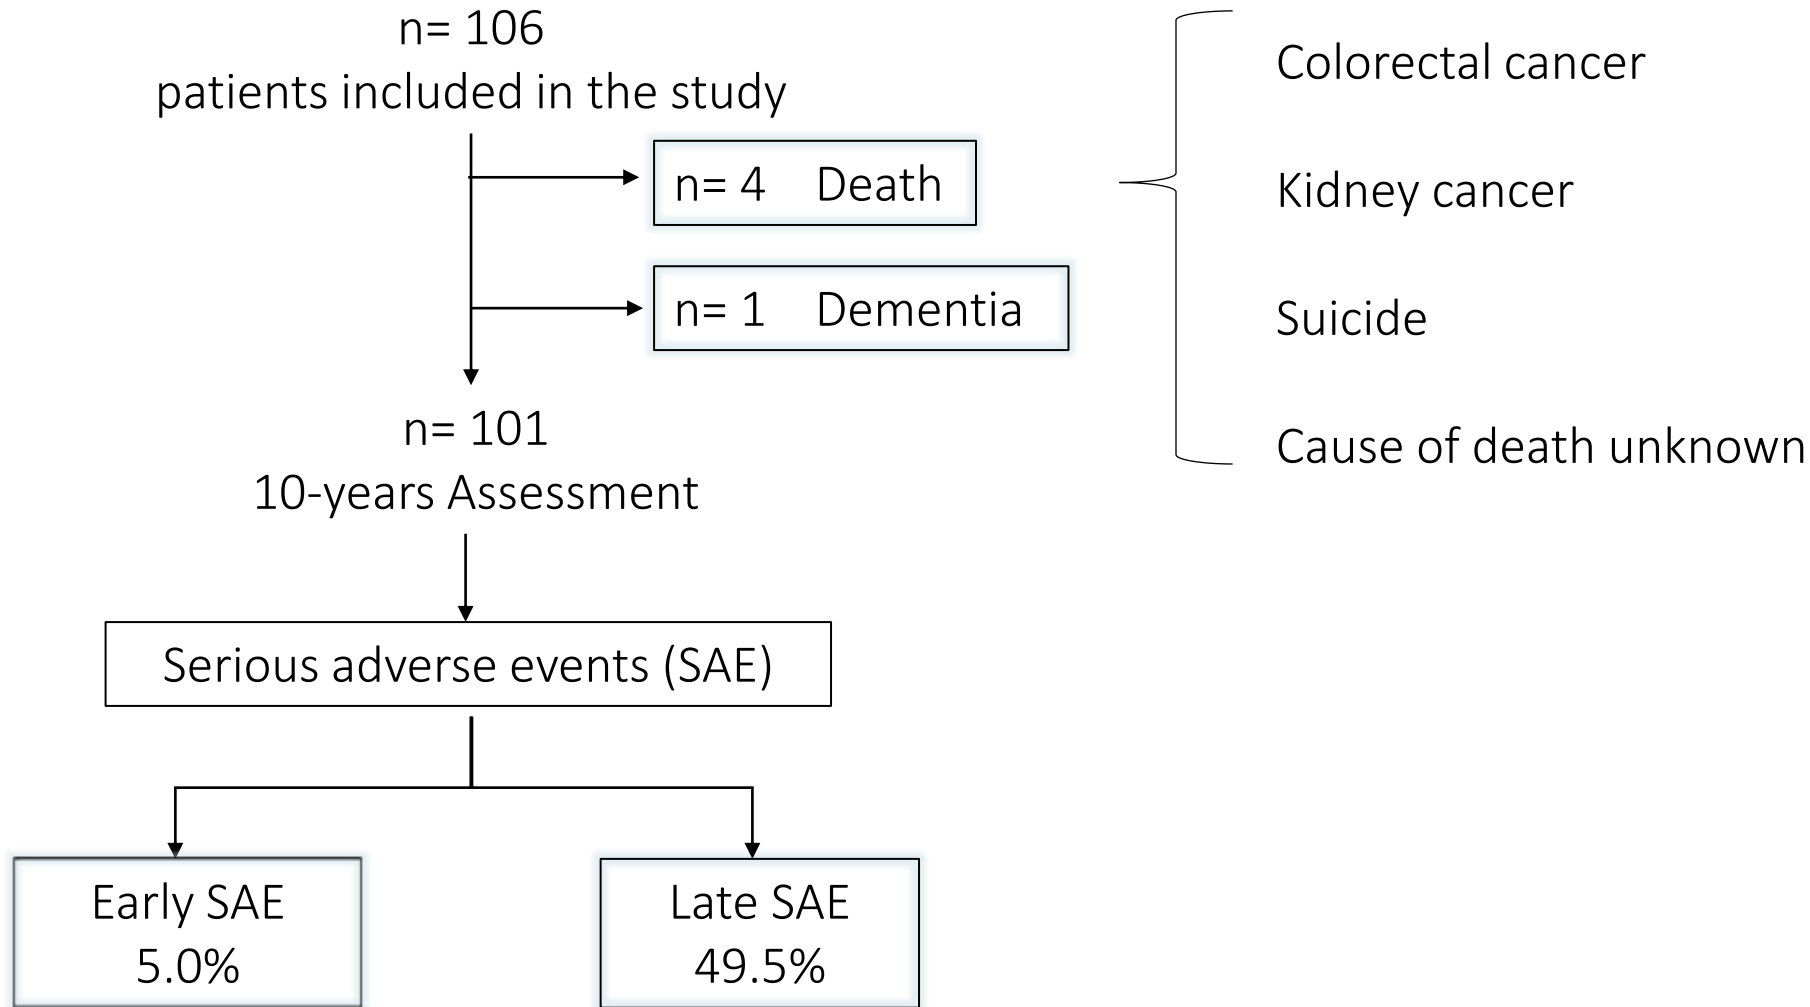 n= 106
patients included in the study
n= 4 Death
n= 1 Dementia
Colorectal cancer
Kidney cancer
Suicide
Cause of death unknown
n= 101
10-years Assessment
Serious adverse events (SAE)
Early SAE
5.0%
Late SAE
49.5%